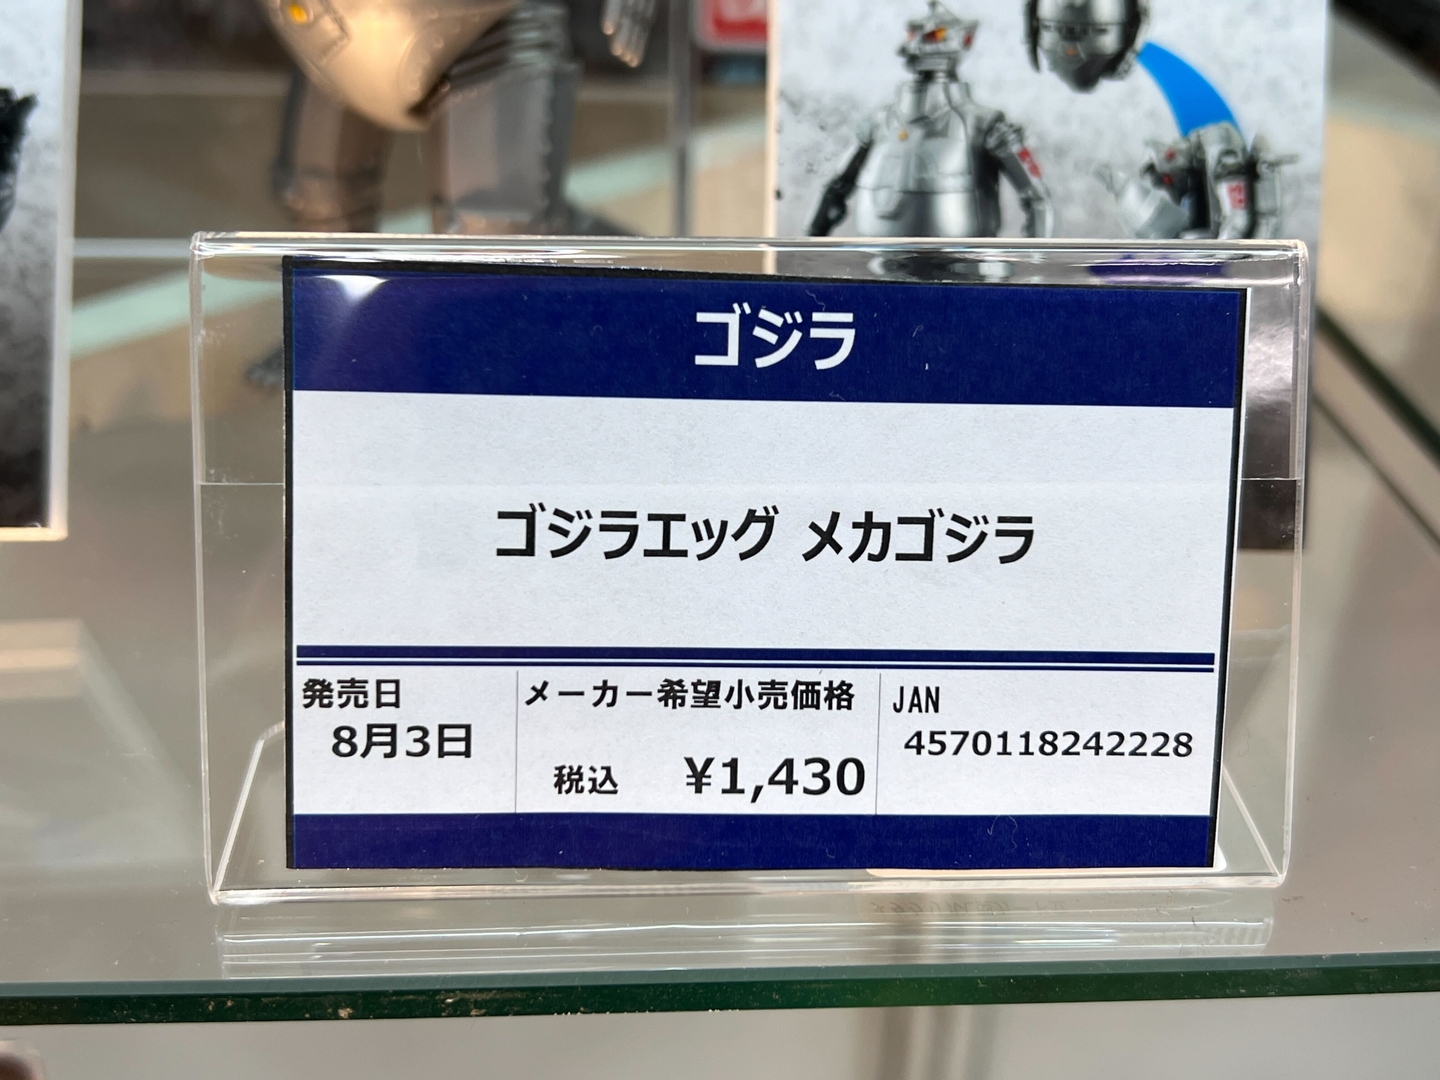 ゴジラ
ゴジラエッグ メカゴジラ
発売日
8月3日
メーカー希望小売価格
税込 ¥1,430
JAN
4570118242228